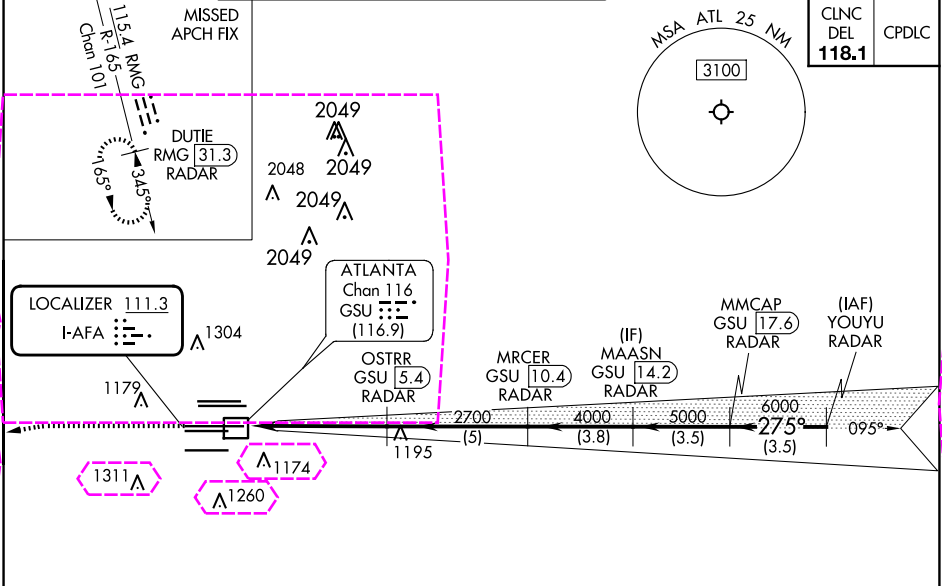 MISSED
APCH FIX
115.4 RMG
R-165
Chan 101
DUTIE
RMG 31.3
RADAR
165°
345°
MSA ATL 25 NM
3100
CLNC
DEL
118.1
CPDLC
2049
2049
2048
2049
2049
ATLANTA
Chan 116
GSU
(116.9)
LOCALIZER 111.3
I-AFA
1304
1179
OSTRR
GSU 5.4
RADAR
MRCER
GSU 10.4
RADAR
(IF)
MAASN
GSU 14.2
RADAR
MMCAP
GSU 17.6
RADAR
(IAF)
YOUYU
RADAR
2700
(5)
4000
(3.8)
5000
(3.5)
6000
275°
(3.5)
095°
1195
1174
1311
1260